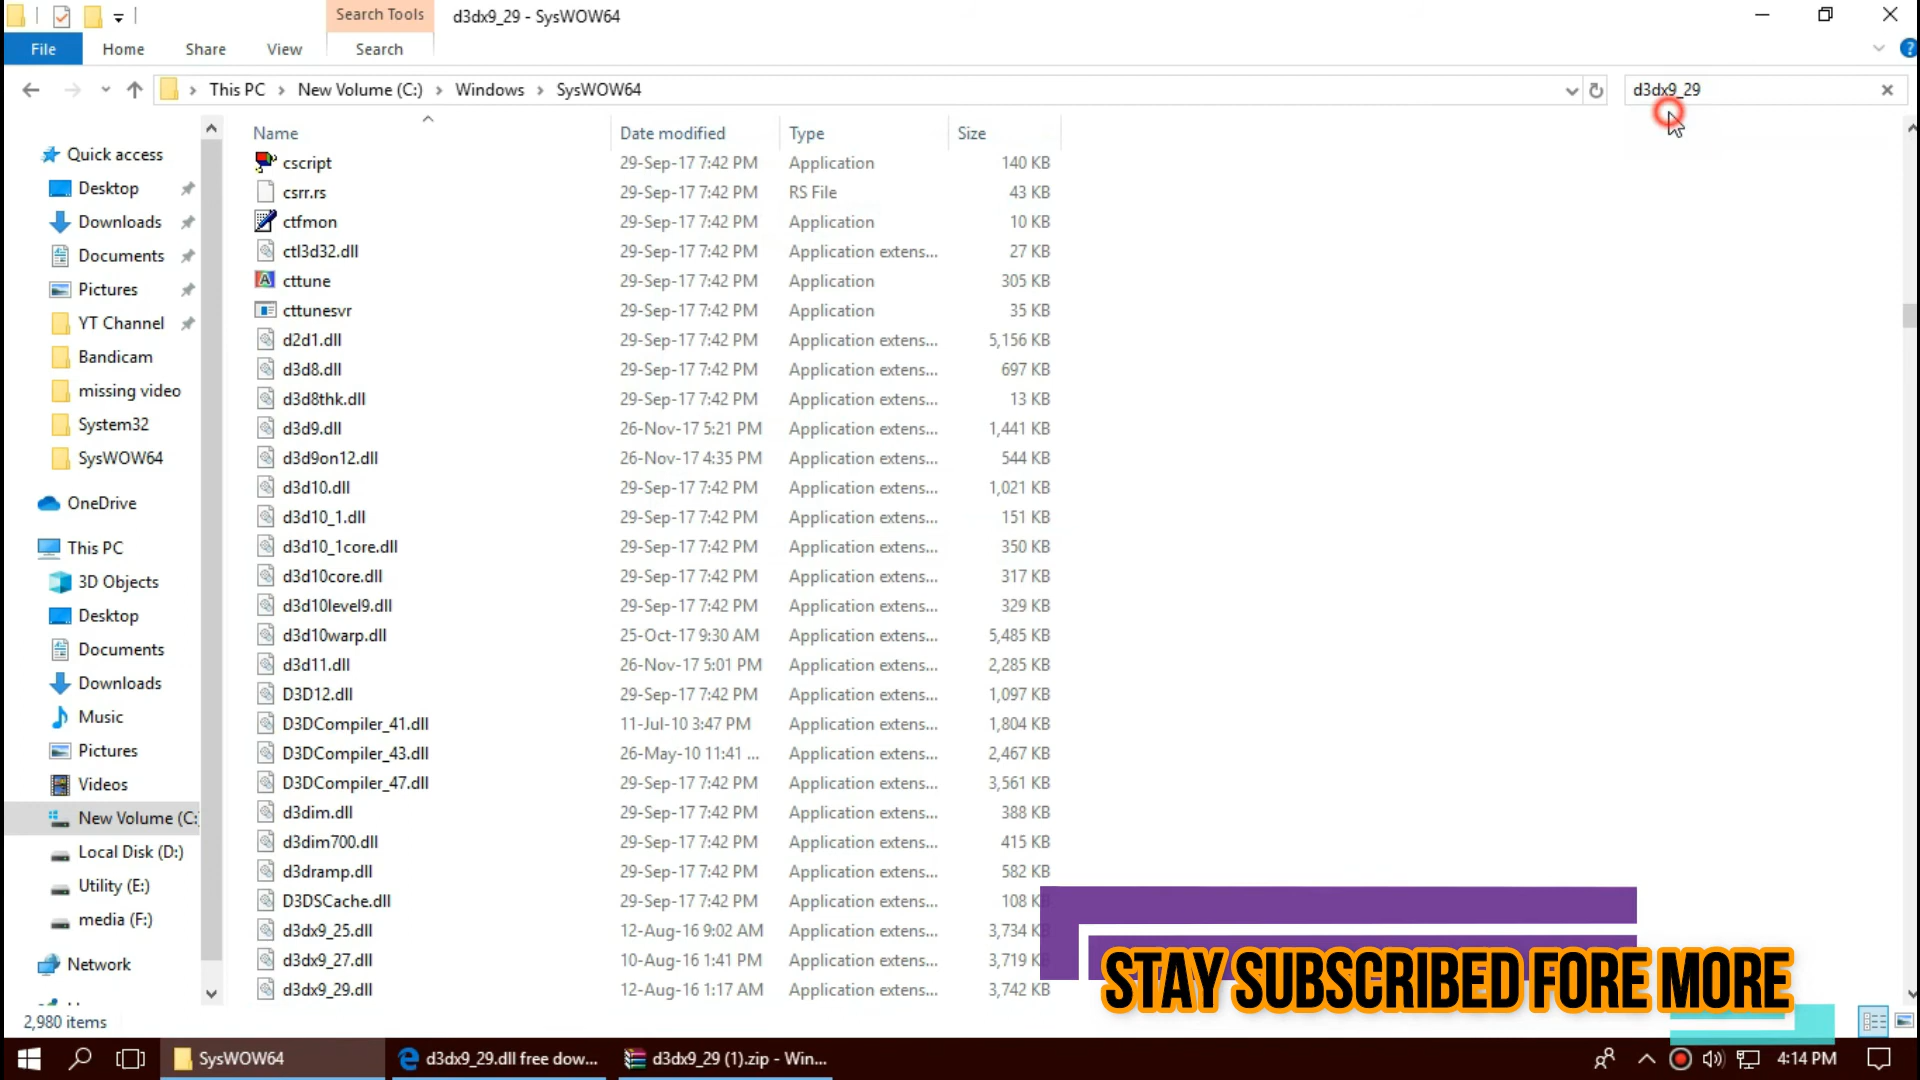 Search Tools
d3dx9_29 - SysWOW64
File
Home
Share
View
Search
This PC
New Volume (C:)
Windows
SysWOW64
d3dx9_29
Name
Date modified
Type
Size
Quick access
Desktop
Downloads
Documents
Pictures
YT Channel
Bandicam
missing video
System32
SysWOW64
OneDrive
This PC
3D Objects
Desktop
Documents
Downloads
Music
Pictures
Videos
New Volume (C:
Local Disk (D:)
Utility (E:)
media (F:)
Network
cscript 29-Sep-17 7:42 PM Application 140 KB
csrr.rs 29-Sep-17 7:42 PM RS File 43 KB
ctfmon 29-Sep-17 7:42 PM Application 10 KB
ctl3d32.dll 29-Sep-17 7:42 PM Application extens... 27 KB
cttune 29-Sep-17 7:42 PM Application 305 KB
cttunesvr 29-Sep-17 7:42 PM Application 35 KB
d2d1.dll 29-Sep-17 7:42 PM Application extens... 5,156 KB
d3d8.dll 29-Sep-17 7:42 PM Application extens... 697 KB
d3d8thk.dll 29-Sep-17 7:42 PM Application extens... 13 KB
d3d9.dll 26-Nov-17 5:21 PM Application extens... 1,441 KB
d3d9on12.dll 26-Nov-17 4:35 PM Application extens... 544 KB
d3d10.dll 29-Sep-17 7:42 PM Application extens... 1,021 KB
d3d10_1.dll 29-Sep-17 7:42 PM Application extens... 151 KB
d3d10_1core.dll 29-Sep-17 7:42 PM Application extens... 350 KB
d3d10core.dll 29-Sep-17 7:42 PM Application extens... 317 KB
d3d10level9.dll 29-Sep-17 7:42 PM Application extens... 329 KB
d3d10warp.dll 25-Oct-17 9:30 AM Application extens... 5,485 KB
d3d11.dll 26-Nov-17 5:01 PM Application extens... 2,285 KB
D3D12.dll 29-Sep-17 7:42 PM Application extens... 1,097 KB
D3DCompiler_41.dll 11-Jul-10 3:47 PM Application extens... 1,804 KB
D3DCompiler_43.dll 26-May-10 11:41 ... Application extens... 2,467 KB
D3DCompiler_47.dll 29-Sep-17 7:42 PM Application extens... 3,561 KB
d3dim.dll 29-Sep-17 7:42 PM Application extens... 388 KB
d3dim700.dll 29-Sep-17 7:42 PM Application extens... 415 KB
d3dramp.dll 29-Sep-17 7:42 PM Application extens... 582 KB
D3DSCache.dll 29-Sep-17 7:42 PM Application extens... 108 KB
d3dx9_25.dll 12-Aug-16 9:02 AM Application extens... 3,734 KB
d3dx9_27.dll 10-Aug-16 1:41 PM Application extens... 3,719 KB
d3dx9_29.dll 12-Aug-16 1:17 AM Application extens... 3,742 KB
STAY SUBSCRIBED FORE MORE
2,980 items
SysWOW64
d3dx9_29.dll free dow...
d3dx9_29 (1).zip - Win...
4:14 PM